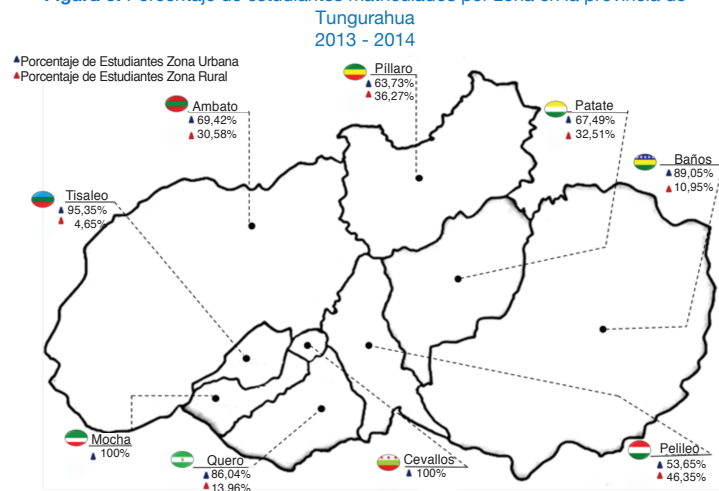 Tungurahua
2013 - 2014
Porcentaje de Estudiantes Zona Urbana
Porcentaje de Estudiantes Zona Rural
Píllaro
63,73%
36,27%
Ambato
69,42%
30,58%
Patate
67,49%
32,51%
Baños
89,05%
10,95%
Tisaleo
95,35%
4,65%
Mocha
100%
Quero
86,04%
13,96%
Cevallos
100%
Pelileo
53,65%
46,35%